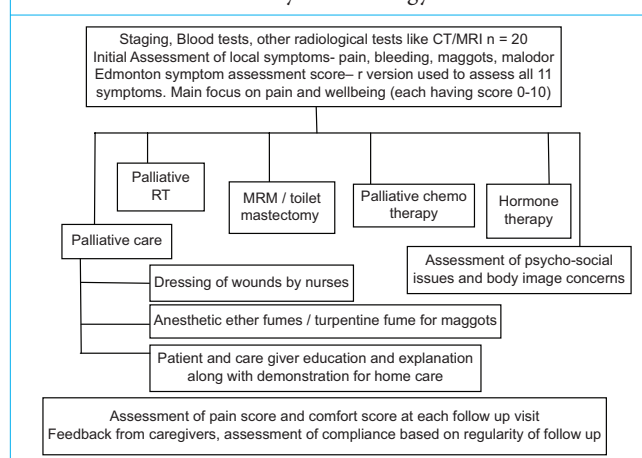 Staging, Blood tests, other radiological tests like CT/MRI n = 20
Initial Assessment of local symptoms- pain, bleeding, maggots, malodor
Edmonton symptom assessment score– r version used to assess all 11
symptoms. Main focus on pain and wellbeing (each having score 0-10)
Palliative
RT
MRM / toilet
mastectomy
Palliative chemo
therapy
Hormone
therapy
Palliative care
Assessment of psycho-social
issues and body image concerns
Dressing of wounds by nurses
Anesthetic ether fumes / turpentine fume for maggots
Patient and care giver education and explanation
along with demonstration for home care
Assessment of pain score and comfort score at each follow up visit
Feedback from caregivers, assessment of compliance based on regularity of follow up